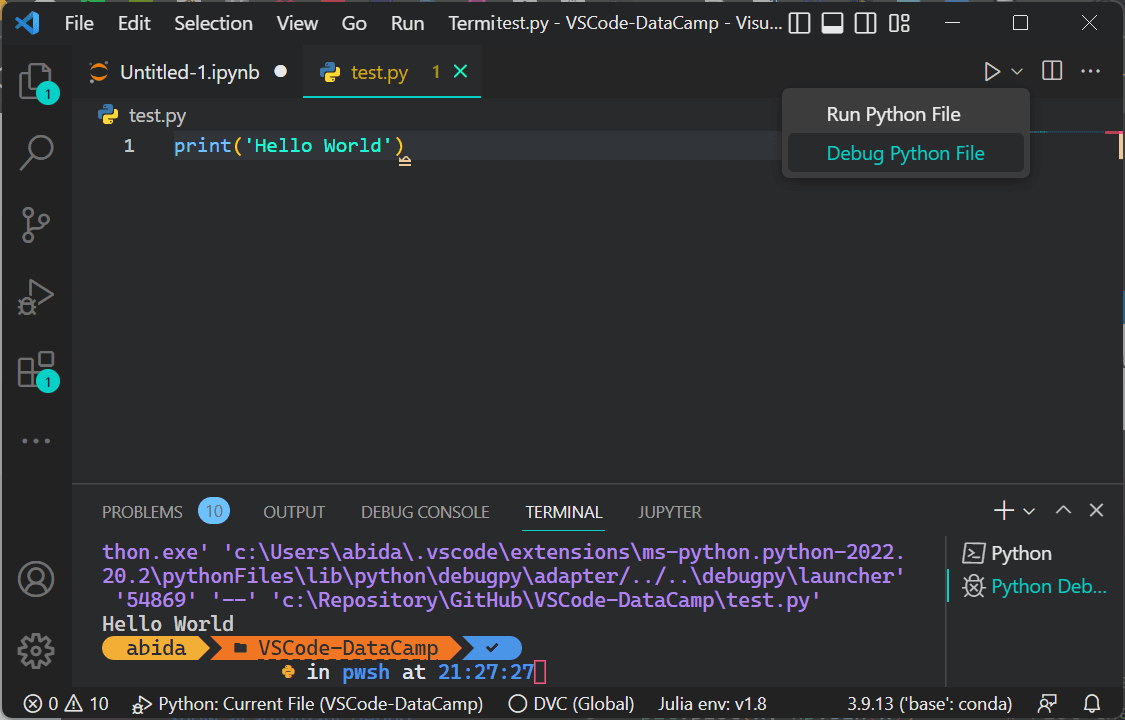 File Edit Selection View Go Run Termi test.py - VSCode-DataCamp - Visu...
Untitled-1.ipynb test.py 1
test.py
Run Python File
1 print('Hello World')
Debug Python File
1
1
PROBLEMS 10 OUTPUT DEBUG CONSOLE TERMINAL JUPYTER
thon.exe' 'c:\Users\abida\.vscode\extensions\ms-python.python-2022.
20.2\pythonFiles\lib\python\debugpy\adapter/../..\debugpy\launcher'
'54869' '--' 'c:\Repository\GitHub\VSCode-DataCamp\test.py'
Hello World
abida VSCode-DataCamp
in pwsh at 21:27:27
Python
Python Deb...
0 10 Python: Current File (VSCode-DataCamp) DVC (Global) Julia env: v1.8 3.9.13 ('base': conda)